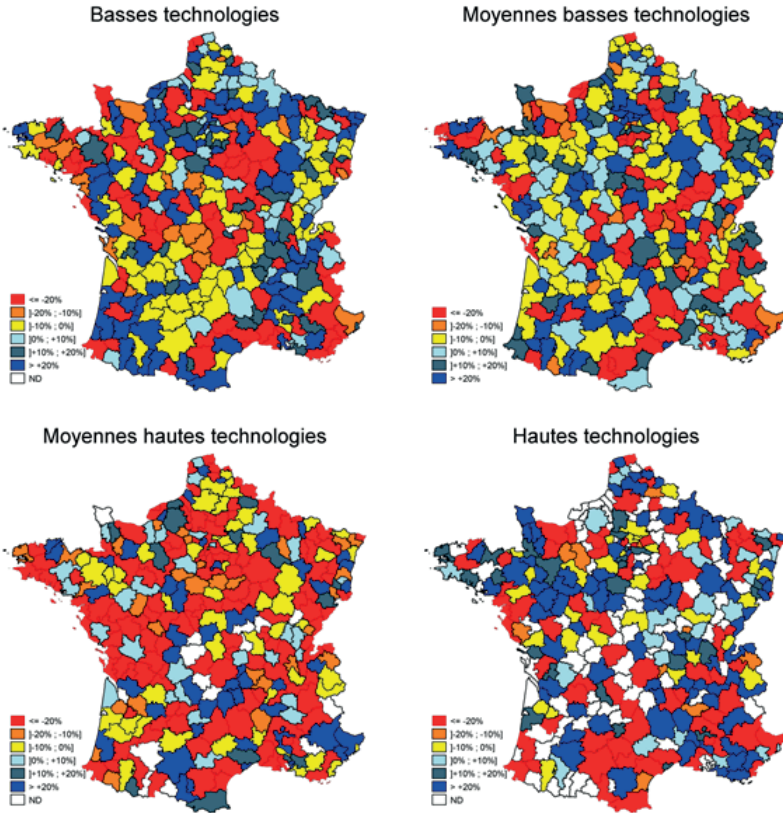 Basses technologies
<= -20%
]-20% ; -10%]
]-10% ; 0%]
]0% ; +10%]
]+10% ; +20%]
> +20%
ND
Moyennes basses technologies
<= -20%
]-20% ; -10%]
]-10% ; 0%]
]0% ; +10%]
]+10% ; +20%]
> +20%
Moyennes hautes technologies
<= -20%
]-20% ; -10%]
]-10% ; 0%]
]0% ; +10%]
]+10% ; +20%]
> +20%
ND
Hautes technologies
<= -20%
]-20% ; -10%]
]-10% ; 0%]
]0% ; +10%]
]+10% ; +20%]
> +20%
ND